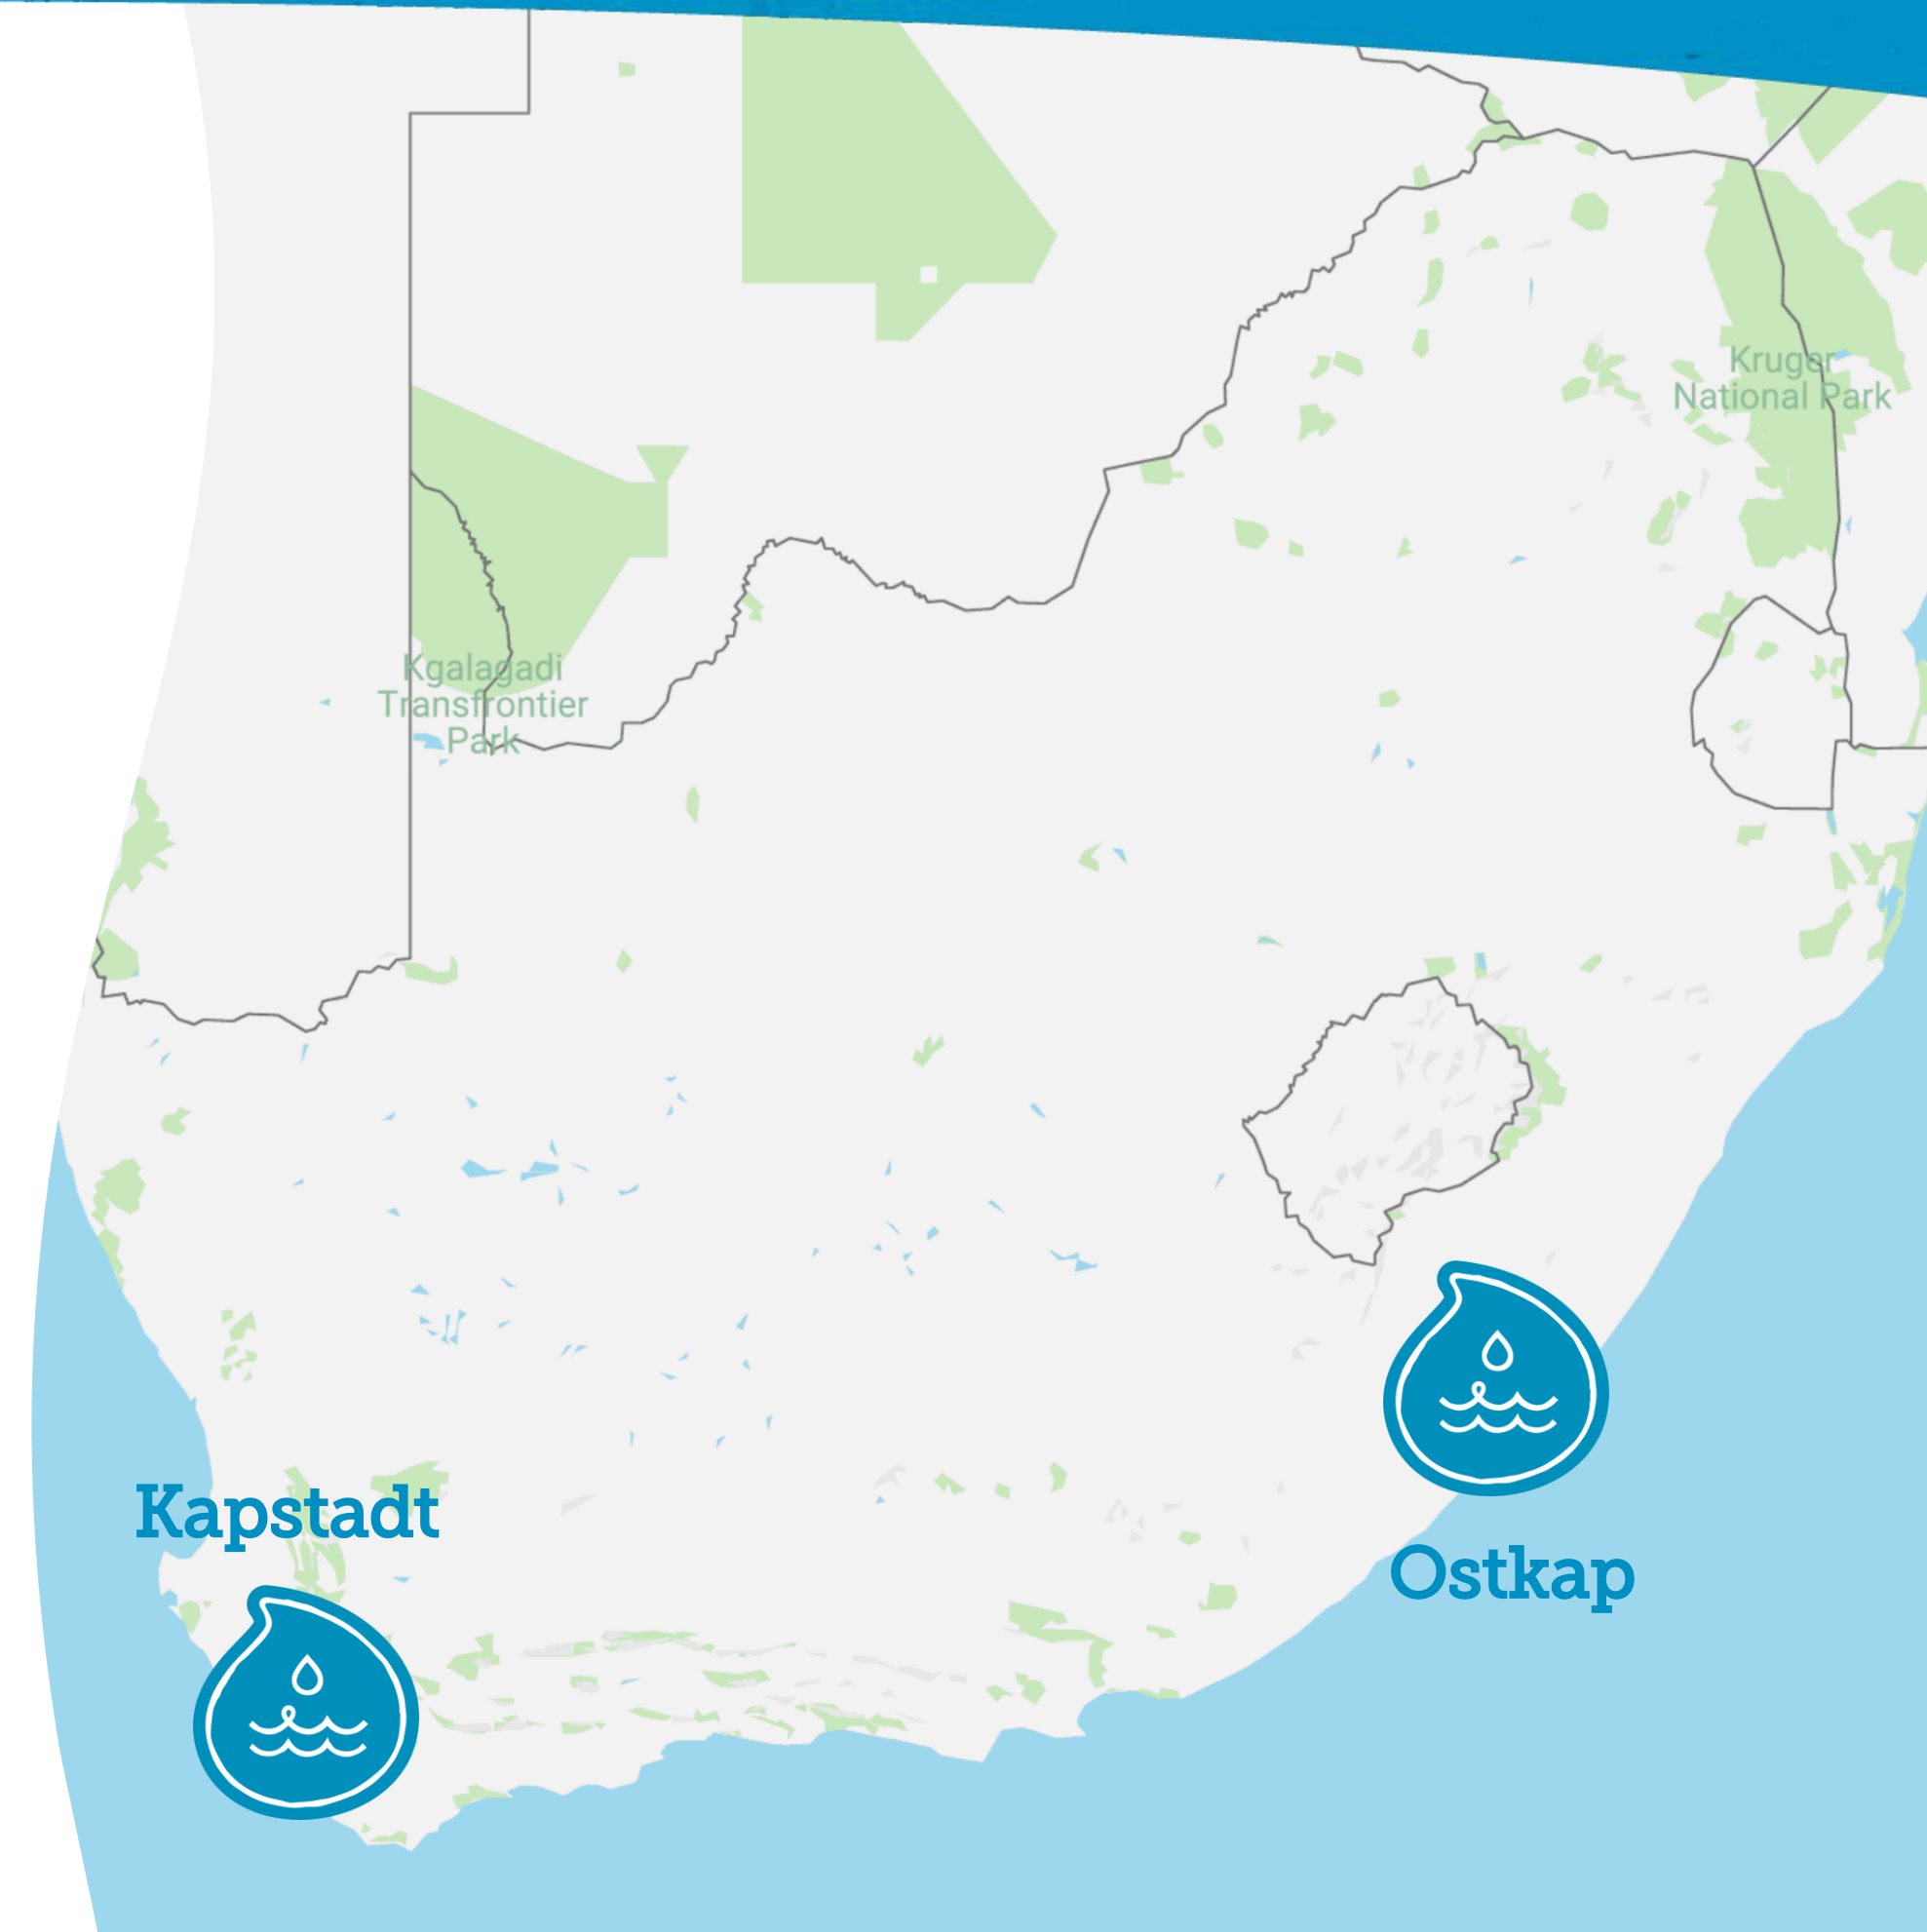 Kruger
National Park
Kgalagadi
Transfrontier
Park
Kapstadt
Ostkap